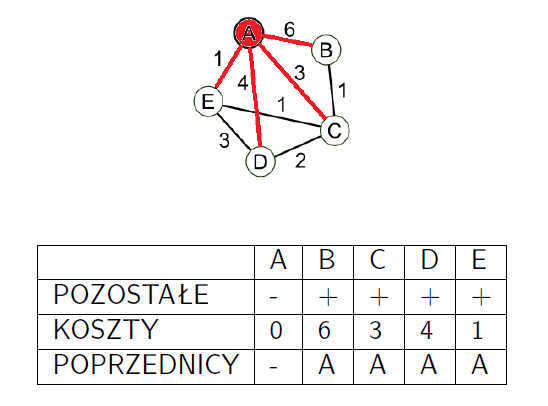 A
6
B
1
4
3
1
E
1
C
3
2
D
A B C D E
POZOSTAŁE - + + + +
KOSZTY 0 6 3 4 1
POPRZEDNICY - A A A A